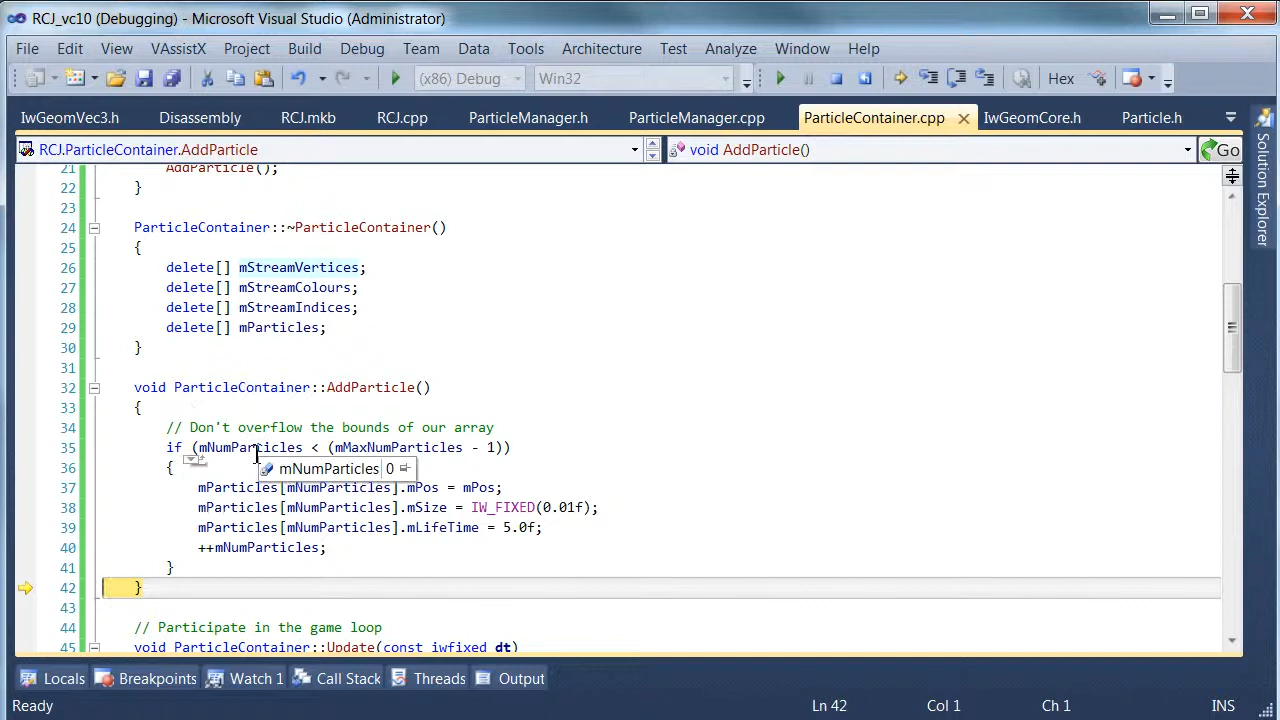 RCJ_vc10 (Debugging) - Microsoft Visual Studio (Administrator)
File Edit View VAssistX Project Build Debug Team Data Tools Architecture Test Analyze Window Help
(x86) Debug Win32 Hex
IwGeomVec3.h Disassembly RCJ.mkb RCJ.cpp ParticleManager.h ParticleManager.cpp ParticleContainer.cpp IwGeomCore.h Particle.h
RCJ.ParticleContainer.AddParticle void AddParticle() Go
Solution Explorer
21 AddParticle();
22 }
23
24 ParticleContainer::~ParticleContainer()
25 {
26 delete[] mStreamVertices;
27 delete[] mStreamColours;
28 delete[] mStreamIndices;
29 delete[] mParticles;
30 }
31
32 void ParticleContainer::AddParticle()
33 {
34 // Don't overflow the bounds of our array
35 if (mNumParticles < (mMaxNumParticles - 1))
36 {
mNumParticles 0
37 mParticles[mNumParticles].mPos = mPos;
38 mParticles[mNumParticles].mSize = IW_FIXED(0.01f);
39 mParticles[mNumParticles].mLifeTime = 5.0f;
40 ++mNumParticles;
41 }
42 }
43
44 // Participate in the game loop
45 void ParticleContainer::Update(const iwfixed dt)
Locals Breakpoints Watch 1 Call Stack Threads Output
Ready Ln 42 Col 1 Ch 1 INS